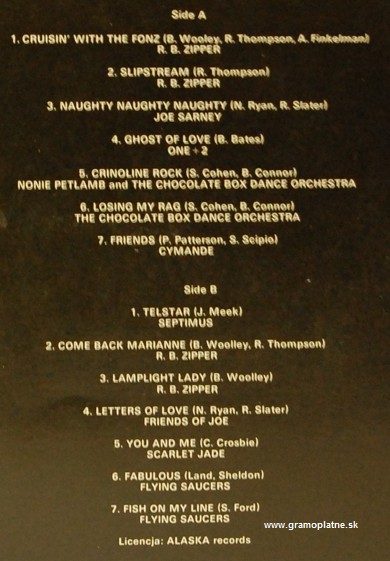 Side A
1. CRUISIN' WITH THE FONZ (B. Wooley, R. Thompson, A. Finkelman)
R. B. ZIPPER
2. SLIPSTREAM (R. Thompson)
R. B. ZIPPER
3. NAUGHTY NAUGHTY NAUGHTY (N. Ryan, R. Slater)
JOE SARNEY
4. GHOST OF LOVE (B. Bates)
ONE + 2
5. CRINOLINE ROCK (S. Cohen, B. Connor)
NONIE PETLAMB and THE CHOCOLATE BOX DANCE ORCHESTRA
6. LOSING MY RAG (S. Cohen, B. Connor)
THE CHOCOLATE BOX DANCE ORCHESTRA
7. FRIENDS (P. Patterson, S. Scipio)
CYMANDE
Side B
1. TELSTAR (J. Meek)
SEPTIMUS
2. COME BACK MARIANNE (B. Woolley, R. Thompson)
R. B. ZIPPER
3. LAMPLIGHT LADY (B. Woolley)
R. B. ZIPPER
4. LETTERS OF LOVE (N. Ryan, R. Slater)
FRIENDS OF JOE
5. YOU AND ME (C. Crosbie)
SCARLET JADE
6. FABULOUS (Land, Sheldon)
FLYING SAUCERS
7. FISH ON MY LINE (S. Ford)
FLYING SAUCERS
www.gramoplatne.sk
Licencja: ALASKA records